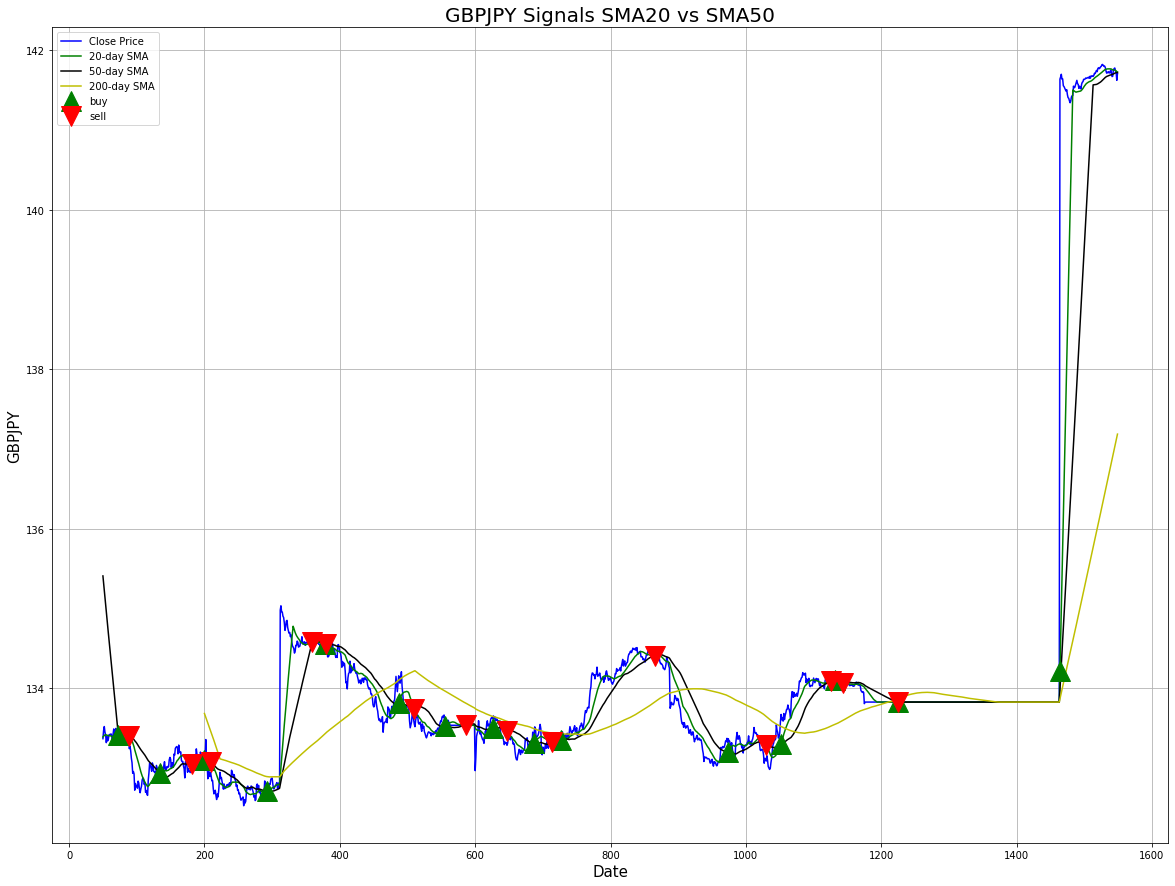 GBPJPY Signals SMA20 vs SMA50
Close Price
20-day SMA
50-day SMA
200-day SMA
buy
sell
142
140
138
136
134
GBPJPY
0 200 400 600 800 1000 1200 1400 1600
Date